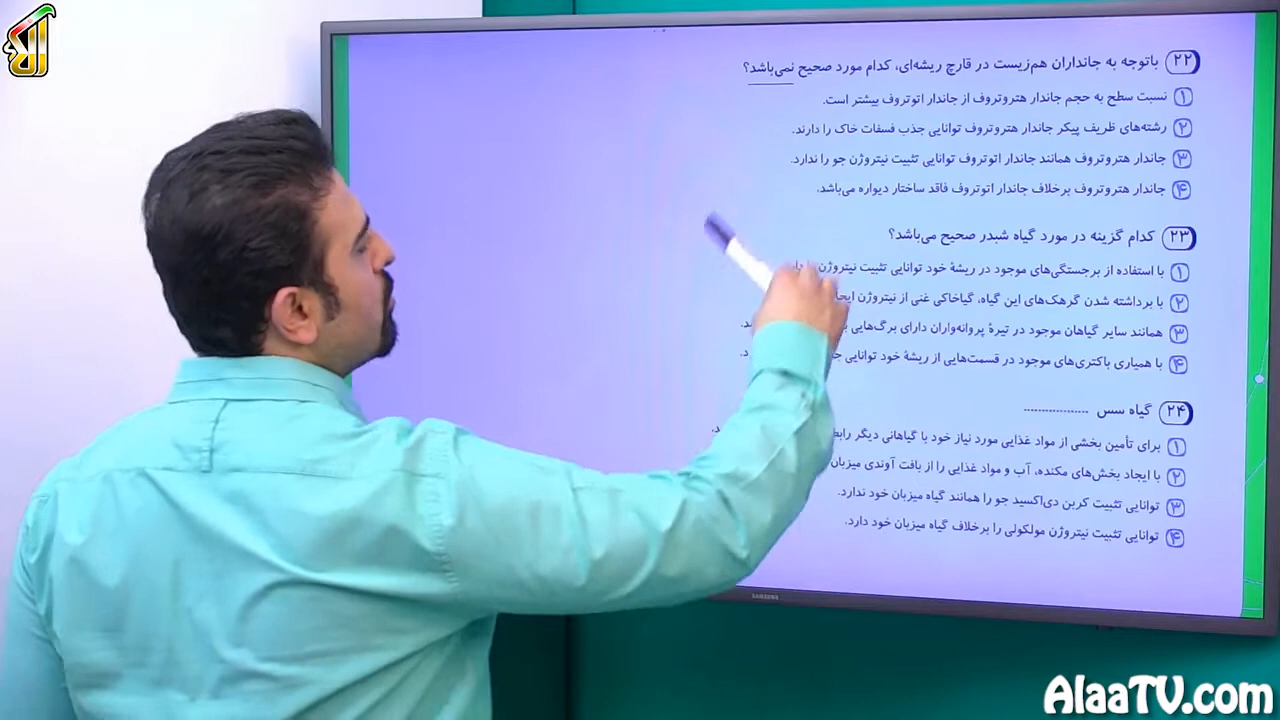 ۲۲ باتوجه به جانداران هم‌زیست در قارچ ریشه‌ای، کدام مورد صحیح نمی‌باشد؟
۱ نسبت سطح به حجم جاندار هتروتروف از جاندار اتوتروف بیشتر است.
۲ رشته‌های ظریف پیکر جاندار هتروتروف توانایی جذب فسفات خاک را دارند.
۳ جاندار هتروتروف همانند جاندار اتوتروف توانایی تثبیت نیتروژن جو را ندارد.
۴ جاندار هتروتروف برخلاف جاندار اتوتروف فاقد ساختار دیواره می‌باشد.
۲۳ کدام گزینه در مورد گیاه شبدر صحیح می‌باشد؟
۱ با استفاده از برجستگی‌های موجود در ریشهٔ خود توانایی تثبیت نیتروژن
۲ با برداشته شدن گرهک‌های این گیاه، گیاخاکی غنی از نیتروژن
۳ همانند سایر گیاهان موجود در تیرهٔ پروانه‌واران دارای برگ‌هایی
۴ با همیاری باکتری‌های موجود در قسمت‌هایی از ریشهٔ خود توانایی
۲۴ گیاه سس ..................
۱ برای تأمین بخشی از مواد غذایی مورد نیاز خود با گیاهانی دیگر
۲ با ایجاد بخش‌های مکنده، آب و مواد غذایی را از بافت آوندی میزبان
۳ توانایی تثبیت کربن دی‌اکسید جو را همانند گیاه میزبان خود ندارد.
۴ توانایی تثبیت نیتروژن مولکولی را برخلاف گیاه میزبان خود دارد.
SAMSUNG
AlaaTV.com